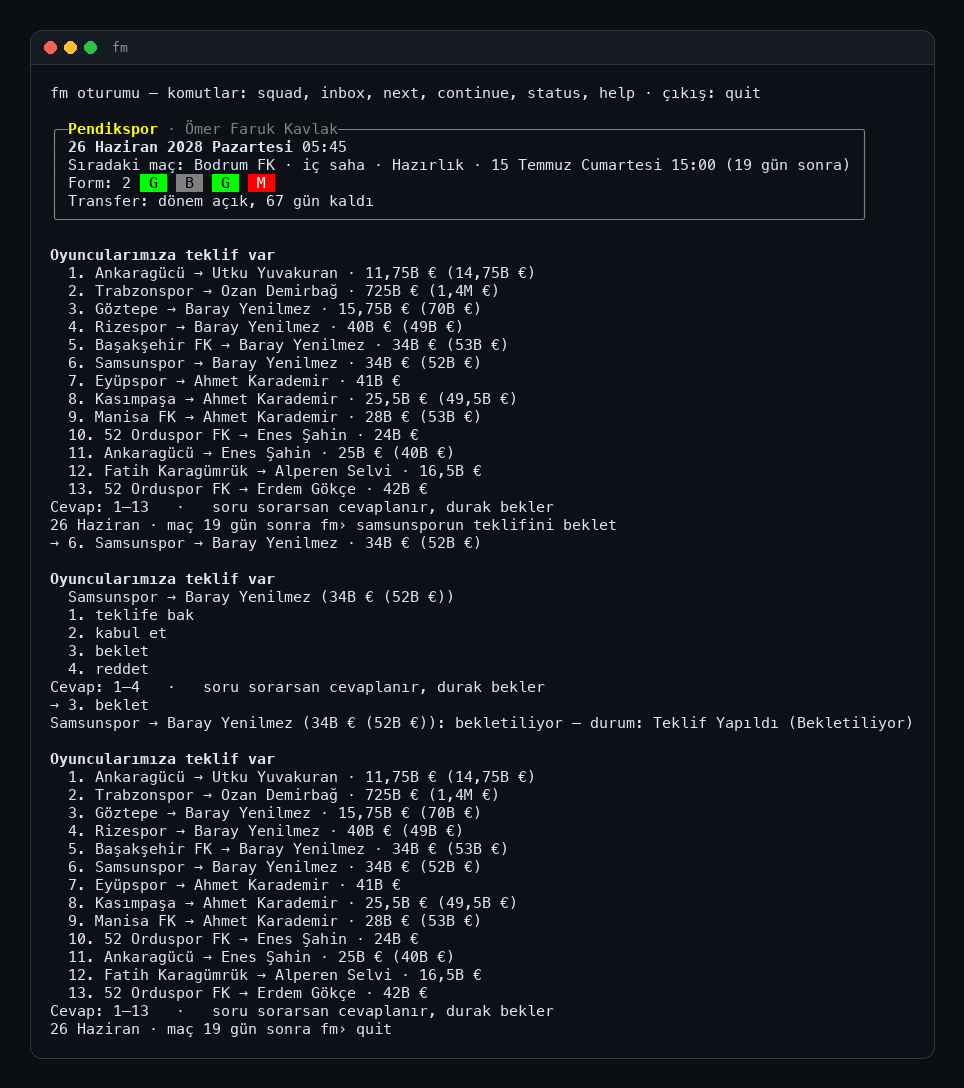 fm
fm oturumu — komutlar: squad, inbox, next, continue, status, help · çıkış: quit
Pendikspor · Ömer Faruk Kavlak
26 Haziran 2028 Pazartesi 05:45
Sıradaki maç: Bodrum FK · iç saha · Hazırlık · 15 Temmuz Cumartesi 15:00 (19 gün sonra)
Form: 2 G B G M
Transfer: dönem açık, 67 gün kaldı
Oyuncularımıza teklif var
1. Ankaragücü → Utku Yuvakuran · 11,75B € (14,75B €)
2. Trabzonspor → Ozan Demirbağ · 725B € (1,4M €)
3. Göztepe → Baray Yenilmez · 15,75B € (70B €)
4. Rizespor → Baray Yenilmez · 40B € (49B €)
5. Başakşehir FK → Baray Yenilmez · 34B € (53B €)
6. Samsunspor → Baray Yenilmez · 34B € (52B €)
7. Eyüpspor → Ahmet Karademir · 41B €
8. Kasımpaşa → Ahmet Karademir · 25,5B € (49,5B €)
9. Manisa FK → Ahmet Karademir · 28B € (53B €)
10. 52 Orduspor FK → Enes Şahin · 24B €
11. Ankaragücü → Enes Şahin · 25B € (40B €)
12. Fatih Karagümrük → Alperen Selvi · 16,5B €
13. 52 Orduspor FK → Erdem Gökçe · 42B €
Cevap: 1–13 · soru sorarsan cevaplanır, durak bekler
26 Haziran · maç 19 gün sonra fm› samsunsporun teklifini beklet
→ 6. Samsunspor → Baray Yenilmez · 34B € (52B €)
Oyuncularımıza teklif var
Samsunspor → Baray Yenilmez (34B € (52B €))
1. teklife bak
2. kabul et
3. beklet
4. reddet
Cevap: 1–4 · soru sorarsan cevaplanır, durak bekler
→ 3. beklet
Samsunspor → Baray Yenilmez (34B € (52B €)): bekletiliyor — durum: Teklif Yapıldı (Bekletiliyor)
Oyuncularımıza teklif var
1. Ankaragücü → Utku Yuvakuran · 11,75B € (14,75B €)
2. Trabzonspor → Ozan Demirbağ · 725B € (1,4M €)
3. Göztepe → Baray Yenilmez · 15,75B € (70B €)
4. Rizespor → Baray Yenilmez · 40B € (49B €)
5. Başakşehir FK → Baray Yenilmez · 34B € (53B €)
6. Samsunspor → Baray Yenilmez · 34B € (52B €)
7. Eyüpspor → Ahmet Karademir · 41B €
8. Kasımpaşa → Ahmet Karademir · 25,5B € (49,5B €)
9. Manisa FK → Ahmet Karademir · 28B € (53B €)
10. 52 Orduspor FK → Enes Şahin · 24B €
11. Ankaragücü → Enes Şahin · 25B € (40B €)
12. Fatih Karagümrük → Alperen Selvi · 16,5B €
13. 52 Orduspor FK → Erdem Gökçe · 42B €
Cevap: 1–13 · soru sorarsan cevaplanır, durak bekler
26 Haziran · maç 19 gün sonra fm› quit